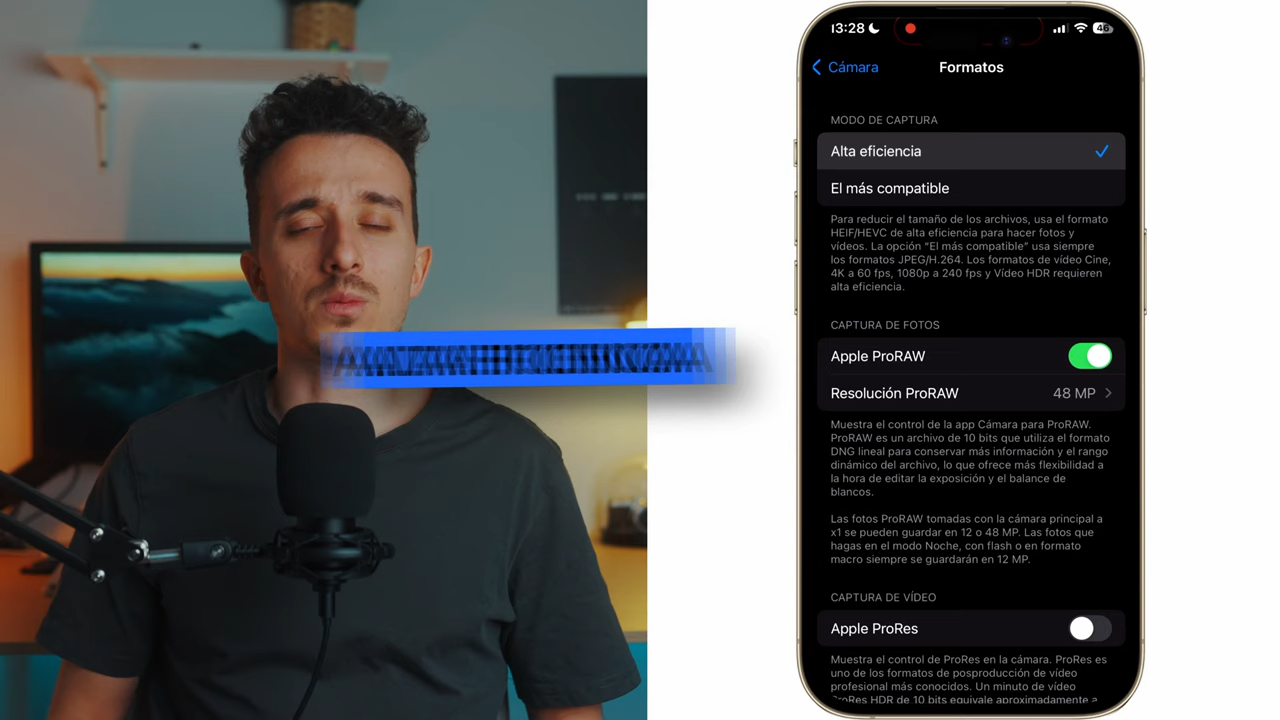 13:28
46
Cámara
Formatos
MODO DE CAPTURA
Alta eficiencia
El más compatible
Para reducir el tamaño de los archivos, usa el formato
HEIF/HEVC de alta eficiencia para hacer fotos y
vídeos. La opción "El más compatible" usa siempre
los formatos JPEG/H.264. Los formatos de vídeo Cine,
4K a 60 fps, 1080p a 240 fps y Vídeo HDR requieren
alta eficiencia.
CAPTURA DE FOTOS
Apple ProRAW
Resolución ProRAW 48 MP
Muestra el control de la app Cámara para ProRAW.
ProRAW es un archivo de 10 bits que utiliza el formato
DNG lineal para conservar más información y el rango
dinámico del archivo, lo que ofrece más flexibilidad a
la hora de editar la exposición y el balance de
blancos.
Las fotos ProRAW tomadas con la cámara principal a
x1 se pueden guardar en 12 o 48 MP. Las fotos que
hagas en el modo Noche, con flash o en formato
macro siempre se guardarán en 12 MP.
CAPTURA DE VÍDEO
Apple ProRes
Muestra el control de ProRes en la cámara. ProRes es
uno de los formatos de posproducción de vídeo
profesional más conocidos. Un minuto de vídeo
ProRes HDR de 10 bits equivale aproximadamente a